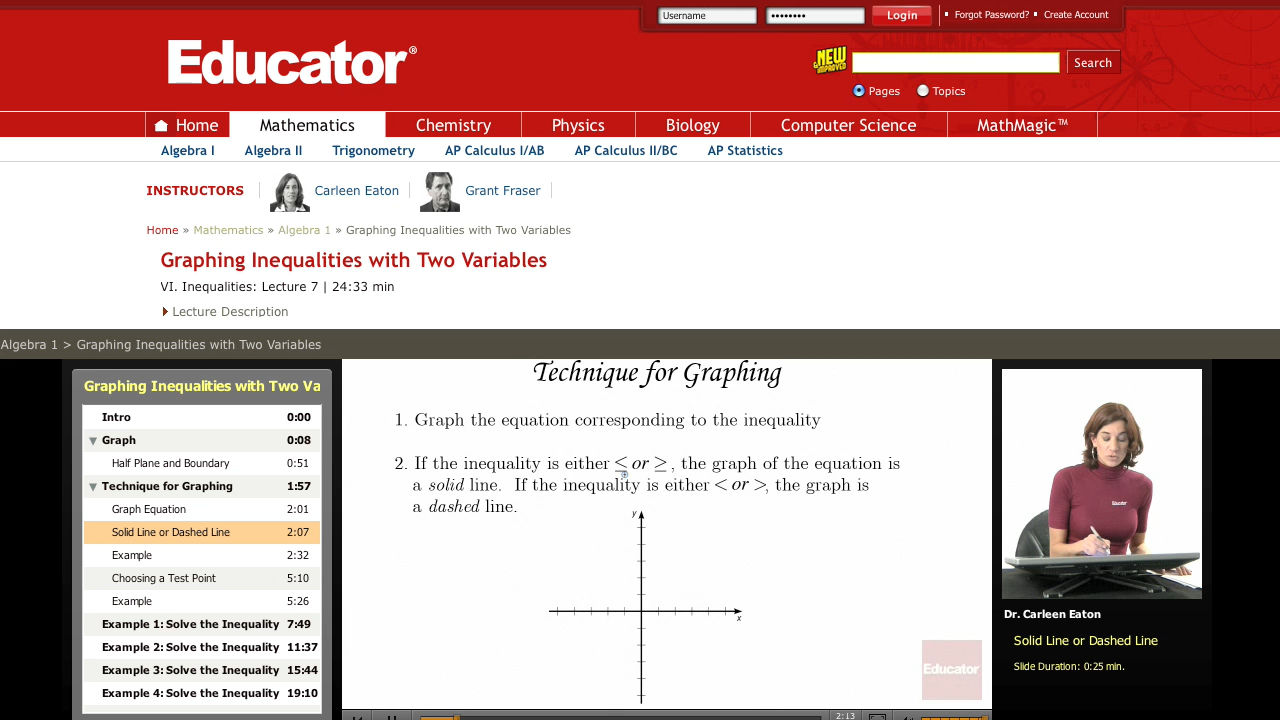 Username
••••••••
Login
Forgot Password?
Create Account
Educator®
NEW
& IMPROVED
Search
Pages
Topics
Home
Mathematics
Chemistry
Physics
Biology
Computer Science
MathMagic™
Algebra I
Algebra II
Trigonometry
AP Calculus I/AB
AP Calculus II/BC
AP Statistics
INSTRUCTORS
Carleen Eaton
Grant Fraser
Home » Mathematics » Algebra 1 » Graphing Inequalities with Two Variables
Graphing Inequalities with Two Variables
VI. Inequalities: Lecture 7 | 24:33 min
Lecture Description
Algebra 1 > Graphing Inequalities with Two Variables
Graphing Inequalities with Two Va
Intro 0:00
Graph 0:08
Half Plane and Boundary 0:51
Technique for Graphing 1:57
Graph Equation 2:01
Solid Line or Dashed Line 2:07
Example 2:32
Choosing a Test Point 5:10
Example 5:26
Example 1: Solve the Inequality 7:49
Example 2: Solve the Inequality 11:37
Example 3: Solve the Inequality 15:44
Example 4: Solve the Inequality 19:10
Technique for Graphing
1. Graph the equation corresponding to the inequality
2. If the inequality is either ≤ or ≥, the graph of the equation is
a solid line. If the inequality is either < or >, the graph is
a dashed line.
y
x
Educator
2:13
Educator
Dr. Carleen Eaton
Solid Line or Dashed Line
Slide Duration: 0:25 min.